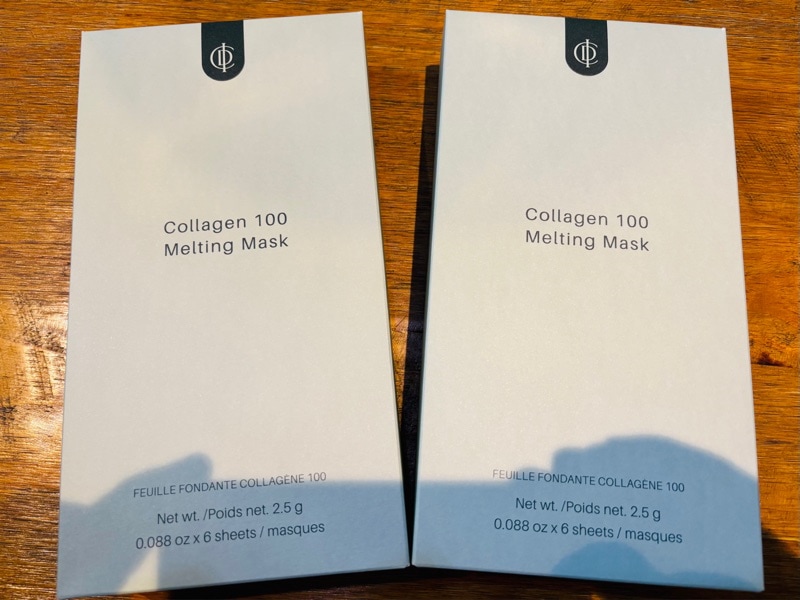 Collagen 100
Melting Mask
FEUILLE FONDANTE COLLAGÈNE 100
Net wt. /Poids net. 2.5 g
0.088 oz x 6 sheets / masques
Collagen 100
Melting Mask
FEUILLE FONDANTE COLLAGÈNE 100
Net wt. /Poids net. 2.5 g
0.088 oz x 6 sheets / masques